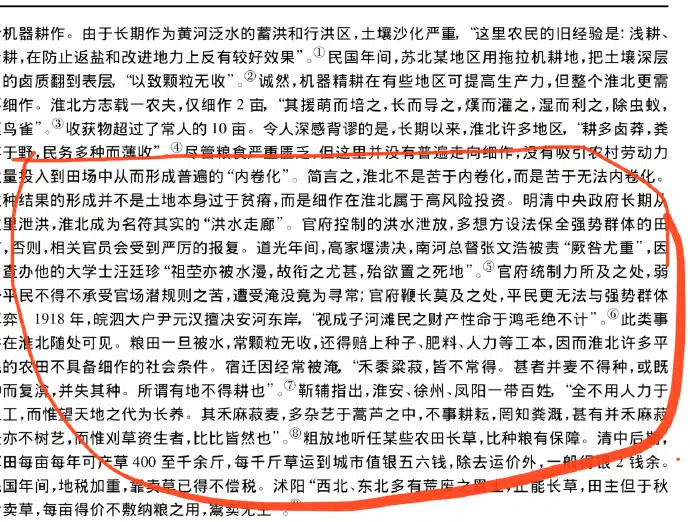 机器耕作。由于长期作为黄河泛水的蓄洪和行洪区，土壤沙化严重，“这里农民的旧经验是：浅耕、
耕，在防止返盐和改进地力上反有较好效果”。①民国年间，苏北某地区用拖拉机耕地，把土壤深层
的卤质翻到表层，“以致颗粒无收”。②诚然，机器精耕在有些地区可提高生产力，但整个淮北更需
细作。淮北方志载一农夫，仅细作2亩，“其援萌而培之，长而导之，熯而灌之，湿而利之，除虫蚁，
鸟雀”。③收获物超过了常人的10亩。令人深感背谬的是，长期以来，淮北许多地区，“耕多卤莽，粪
于野，民务多种而薄收”。④尽管粮食严重匮乏，但这里并没有普遍走向细作，没有吸引农村劳动力
量投入到田场中从而形成普遍的“内卷化”。简言之，淮北不是苦于内卷化，而是苦于无法内卷化。
种结果的形成并不是土地本身过于贫瘠，而是细作在淮北属于高风险投资。明清中央政府长期从
里泄洪，淮北成为名符其实的“洪水走廊”。官府控制的洪水泄放，多想方设法保全强势群体的田
，否则，相关官员会受到严厉的报复。道光年间，高家堰溃决，南河总督张文浩被责“厥咎尤重”，因
查办他的大学士汪廷珍“祖茔亦被水漫，故衔之尤甚，殆欲置之死地”。⑤官府统制力所及之处，弱
平民不得不承受官场潜规则之苦，遭受淹没竟为寻常；官府鞭长莫及之处，平民更无法与强势群体
弈。1918年，皖泗大户尹元汉擅决安河东岸，“视成子河滩民之财产性命于鸿毛绝不计”。⑥此类事
在淮北随处可见。粮田一旦被水，常颗粒无收，还得赔上种子、肥料、人力等工本，因而淮北许多平
的农田不具备细作的社会条件。宿迁因经常被淹，“禾黍粱菽，皆不常得。甚者并麦不得种，或既
而复渰，并失其种。所谓有地不得耕也”。⑦靳辅指出，淮安、徐州、凤阳一带百姓，“全不用人力于
工，而惟望天地之代为长养。其禾麻菽麦，多杂艺于蒿芦之中，不事耕耘，罔知粪溉，甚有并禾麻菽
亦不树艺，而惟刈草资生者，比比皆然也”。⑧粗放地听任某些农田长草，比种粮有保障。清中后期，
田每亩每年可产草400至千余斤，每千斤草运到城市值银五六钱，除去运价外，一般仍银2钱余。
国年间，地税加重，靠卖草已得不偿税。沭阳“西北、东北多有荒废之黑土，止能长草，田主但于秋
卖草，每亩得价不敷纳粮之用，鬻卖无主”。